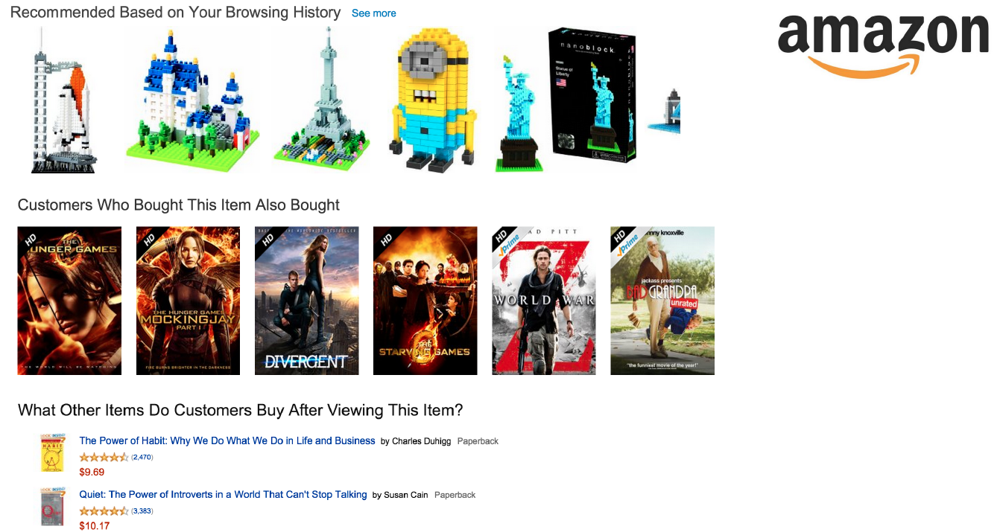 Recommended Based on Your Browsing History See more
amazon
nanoblock
Statue of
Liberty
Customers Who Bought This Item Also Bought
HD
THE
HUNGER GAMES
THE WORLD WILL BE WATCHING
HD
THE HUNGER GAMES
MOCKINGJAY
PART 1
FIRE BURNS BRIGHTER IN THE DARKNESS
HD
WORLDWIDE BESTSELLER
DIVERGENT
HD
THE
STARVING GAMES
HD
Prime
AD PITT
WORLD WAR
Z
HD
Prime
nny knoxville
jackass presents
BAD GRANDPA
unrated
"the funniest movie of the year!"
What Other Items Do Customers Buy After Viewing This Item?
HABIT
The Power of Habit: Why We Do What We Do in Life and Business by Charles Duhigg Paperback
(2,470)
$9.69
Quiet: The Power of Introverts in a World That Can't Stop Talking by Susan Cain Paperback
(3,383)
$10.17